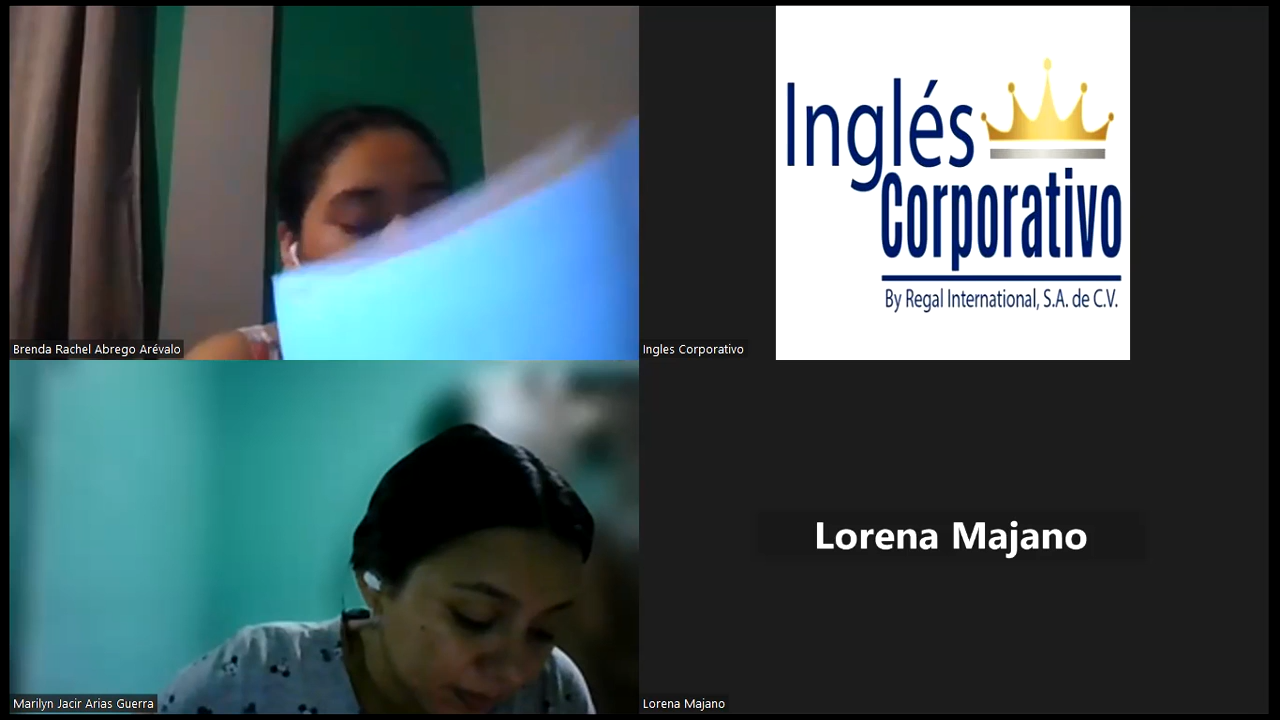 Inglés
Corporativo
By Regal International, S.A. de C.V.
Brenda Rachel Abrego Arévalo
Ingles Corporativo
Lorena Majano
Marilyn Jacir Arias Guerra
Lorena Majano